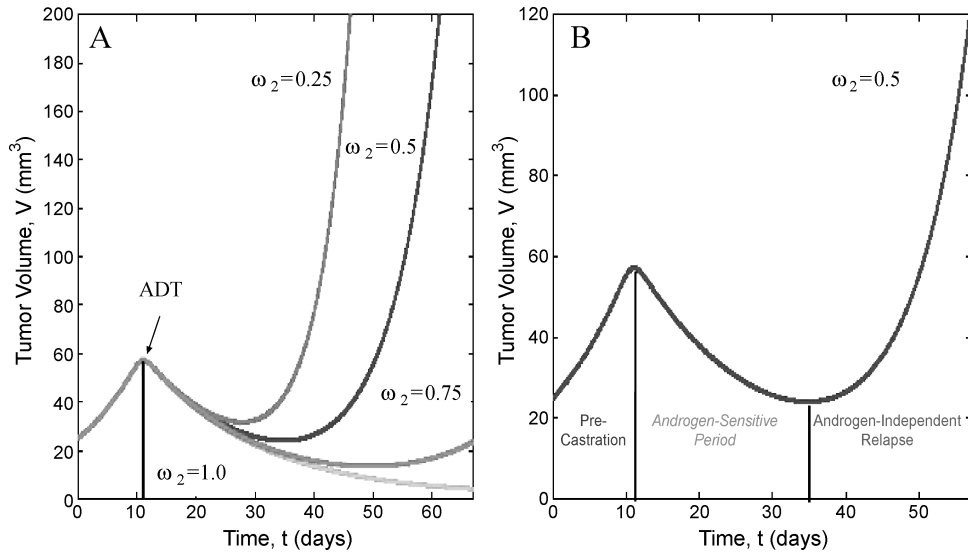 A
ω₂=0.25
ω₂=0.5
ADT
ω₂=0.75
ω₂=1.0
Tumor Volume, V (mm³)
200
180
160
140
120
100
80
60
40
20
0
0 10 20 30 40 50 60
Time, t (days)
B
ω₂=0.5
Tumor Volume, V (mm³)
120
100
80
60
40
20
0
Pre-
Castration
Androgen-Sensitive
Period
Androgen-Independent
Relapse
0 10 20 30 40 50
Time, t (days)